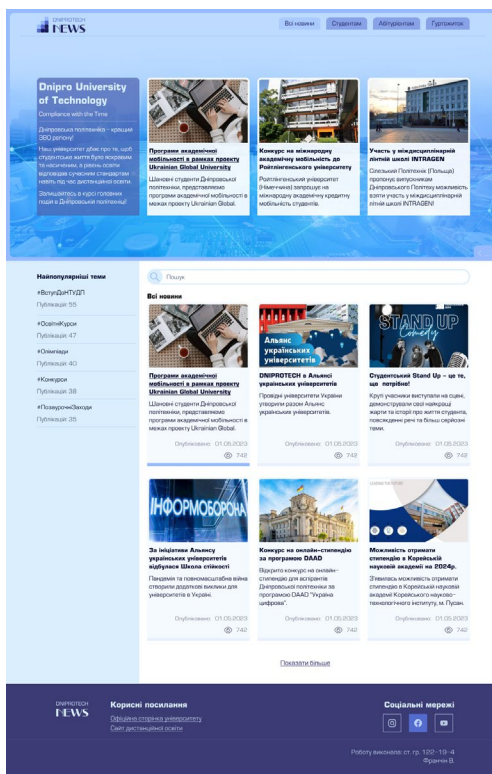 DNIPROTECH
NEWS
Всі новини
Студентам
Абітурієнтам
Гуртожиток
Dnipro University
of Technology
Compliance with the Time
Дніпровська політехніка – кращий
ЗВО регіону!
Наш університет дбає про те, щоб
студентське життя було яскравим
та насиченим, а рівень освіти
відповідав сучасним стандартам –
навіть під час дистанційної освіти.
Залишайтесь в курсі головних
подій в Дніпровській політехніці!
Програми академічної
мобільності в рамках проекту
Ukrainian Global University
Шановні студенти Дніпровської
політехніки, представляємо
програми академічної мобільності в
межах проекту Ukrainian Global.
Конкурс на міжнародну
академічну мобільність до
Ройтлінгенського університету
Ройтлінгенський університет
(Німеччина) запрошує на
міжнародну академічну кредитну
мобільність студентів.
Участь у міждисциплінарній
літній школі INTRAGEN
Сілезький Політехнік (Польща)
пропонує випускникам
Дніпровського Політеху можливість
взяти участь у міждисциплінарній
літній школі INTRAGEN!
Найпопулярніші теми
#ВступДоНТУДП
Публікацій: 55
#ОсвітніКурси
Публікацій: 47
#Олімпіади
Публікацій: 40
#Конкурси
Публікацій: 38
#ПозаурочніЗаходи
Публікацій: 35
Пошук
Всі новини
Програми академічної
мобільності в рамках проекту
Ukrainian Global University
Шановні студенти Дніпровської
політехніки, представляємо
програми академічної мобільності в
межах проекту Ukrainian Global.
Опубліковано: 01.05.2023
742
Альянс
українських
університетів
DNIPROTECH в Альянсі
українських університетів
Провідні університети України
утворили разом Альянс
українських університетів.
Опубліковано: 01.05.2023
742
STAND UP
Comedy
Студентський Stand Up – це те,
що потрібно!
Круті учасники виступали на сцені,
демонстрували свої найкращі
жарти та історії про життя студента,
повсякденні речі та більш серйозні
теми.
Опубліковано: 01.05.2023
742
ІНФОРМОБОРОНА
За ініціативи Альянсу
українських університетів
відбулася Школа стійкості
Пандемія та повномасштабна війна
створили додаткові виклики для
університетів в Україні.
Опубліковано: 01.05.2023
742
Конкурс на онлайн-стипендію
за програмою DAAD
Відкрито конкурс на онлайн-
стипендію для аспірантів
Дніпровської політехніки за
програмою DAAD "Україна
цифрова".
Опубліковано: 01.05.2023
742
Можливість отримати
стипендію в Корейській
науковій академії на 2024р.
З'явилась можливість отримати
стипендію в Корейській науковій
академії Корейського науково-
технологічного інституту, м. Пусан.
Опубліковано: 01.05.2023
742
Показати більше
DNIPROTECH
NEWS
Корисні посилання
Офіційна сторінка університету
Сайт дистанційної освіти
Соціальні мережі
Роботу виконала: ст. гр. 122-19-4
Франчін В.